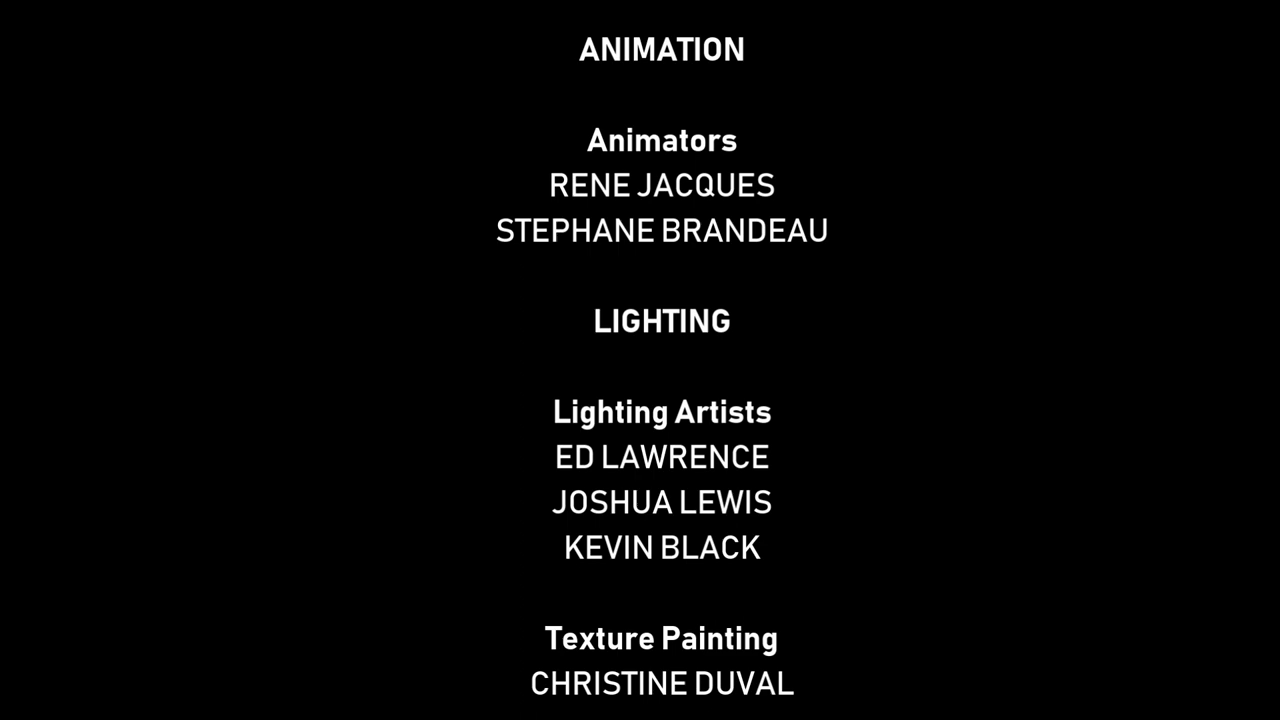 ANIMATION
Animators
RENE JACQUES
STEPHANE BRANDEAU
LIGHTING
Lighting Artists
ED LAWRENCE
JOSHUA LEWIS
KEVIN BLACK
Texture Painting
CHRISTINE DUVAL